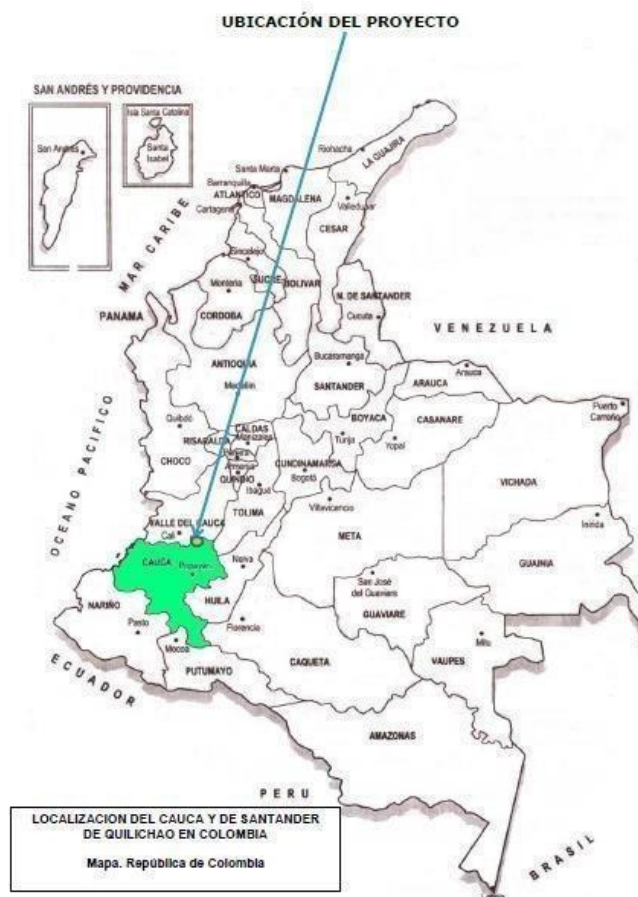 UBICACIÓN DEL PROYECTO
SAN ANDRÉS Y PROVIDENCIA
Isla Santa Catalina
San Andrés
Santa
Isabel
MAR CARIBE
Riohacha
LA GUAJIRA
Santa Marta
Barranquilla
ATLANTICO
MAGDALENA
Cartagena
Valledupar
CESAR
Sincelejo
SUCRE
BOLIVAR
Monteria
CORDOBA
N. DE SANTANDER
Cucuta
PANAMA
VENEZUELA
ANTIOQUIA
Medellin
Bucaramanga
SANTANDER
Arauca
ARAUCA
Puerto
Carreño
BOYACA
CASANARE
Quibdó
CALDAS
RISARALDA
Manizales
Pereira
Tunja
Yopal
CHOCO
Armenia
QUINDIO
CUNDINAMARCA
Bogotá
Ibagué
VICHADA
OCEANO PACIFICO
TOLIMA
Villavicencio
VALLE DEL CAUCA
Cali
META
Inirida
CAUCA
Popayán
Neiva
GUAINIA
HUILA
San José
del Guaviare
NARIÑO
GUAVIARE
Pasto
Florencia
Mitu
Mocoa
VAUPES
PUTUMAYO
CAQUETA
ECUADOR
AMAZONAS
PERU
BRASIL
LOCALIZACION DEL CAUCA Y DE SANTANDER
DE QUILICHAO EN COLOMBIA
Mapa. República de Colombia